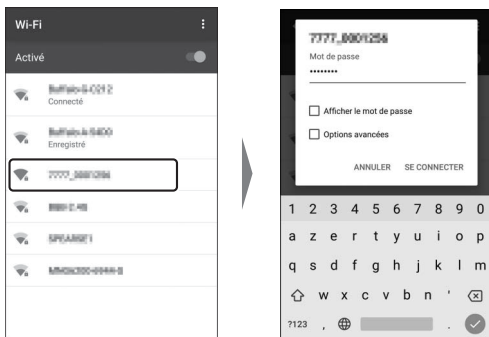 Wi-Fi
Activé
Connecté
Enregistré
Mot de passe
••••••••
Afficher le mot de passe
Options avancées
ANNULER SE CONNECTER
1 2 3 4 5 6 7 8 9 0
a z e r t y u i o p
q s d f g h j k l m
w x c v b n '
?123 , .